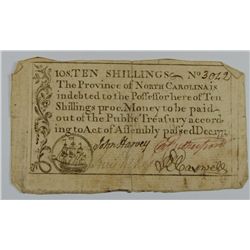 10S TEN SHILLINGS. No 3042
The Province of NORTH CAROLINA is
indebted to the Possessor hereof Ten
Shillings proc. Money to be paid
out of the Public Treasury accord
ing to Act of Assembly passed Dec. 1771
John Harvey
Caswell